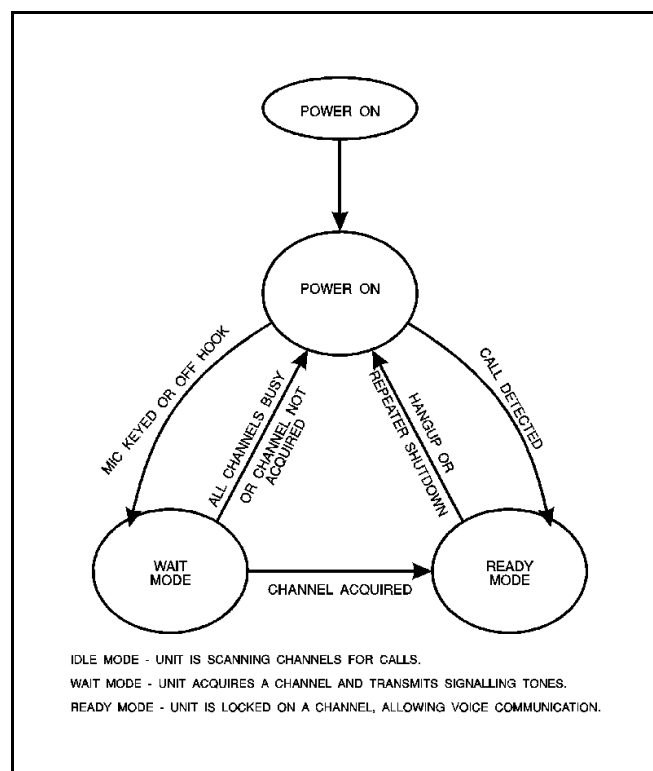 POWER ON
POWER ON
MIC KEYED OR OFF HOOK
ALL CHANNELS BUSY
OR CHANNEL NOT
ACQUIRED
HANGUP OR
REPEATER SHUTDOWN
CALL DETECTED
WAIT
MODE
CHANNEL ACQUIRED
READY
MODE
IDLE MODE - UNIT IS SCANNING CHANNELS FOR CALLS.
WAIT MODE - UNIT ACQUIRES A CHANNEL AND TRANSMITS SIGNALLING TONES.
READY MODE - UNIT IS LOCKED ON A CHANNEL, ALLOWING VOICE COMMUNICATION.